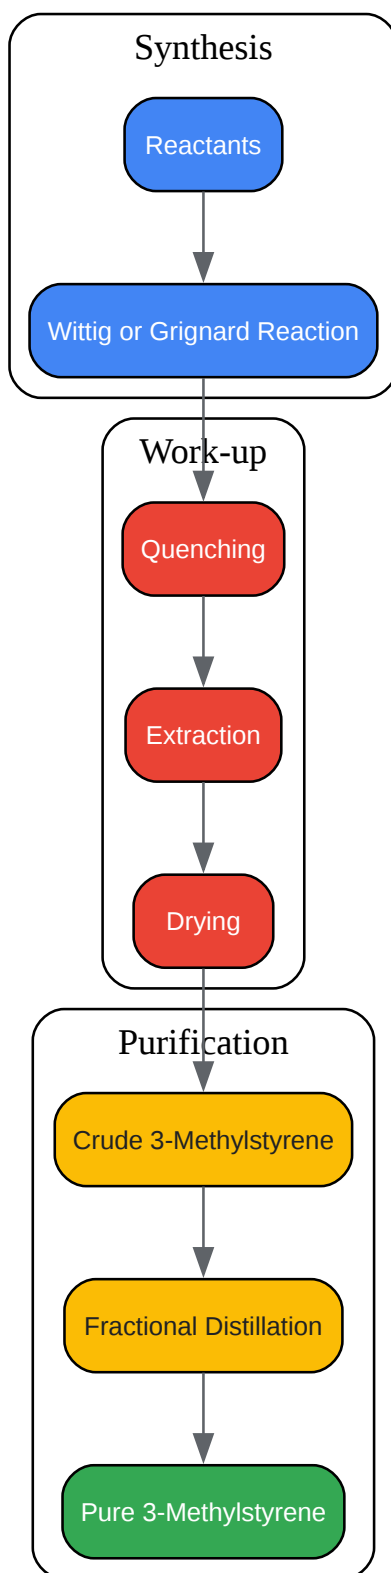 Synthesis
Reactants
Wittig or Grignard Reaction
Work-up
Quenching
Extraction
Drying
Purification
Crude 3-Methylstyrene
Fractional Distillation
Pure 3-Methylstyrene